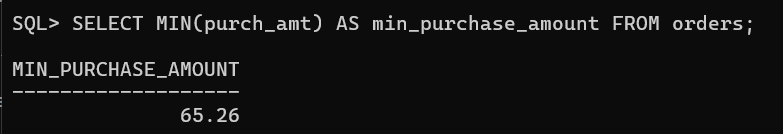 SQL> SELECT MIN(purch_amt) AS min_purchase_amount FROM orders;
MIN_PURCHASE_AMOUNT
-------------------
65.26